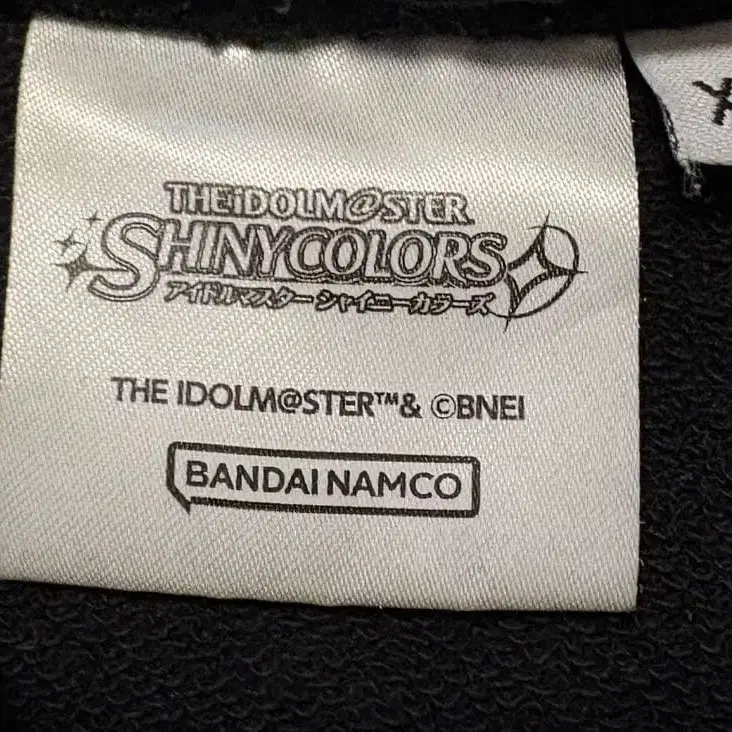 THE iDOLM@STER
SHINYCOLORS
アイドルマスター シャイニーカラーズ
THE IDOLM@STER™& ©BNEI
BANDAI NAMCO